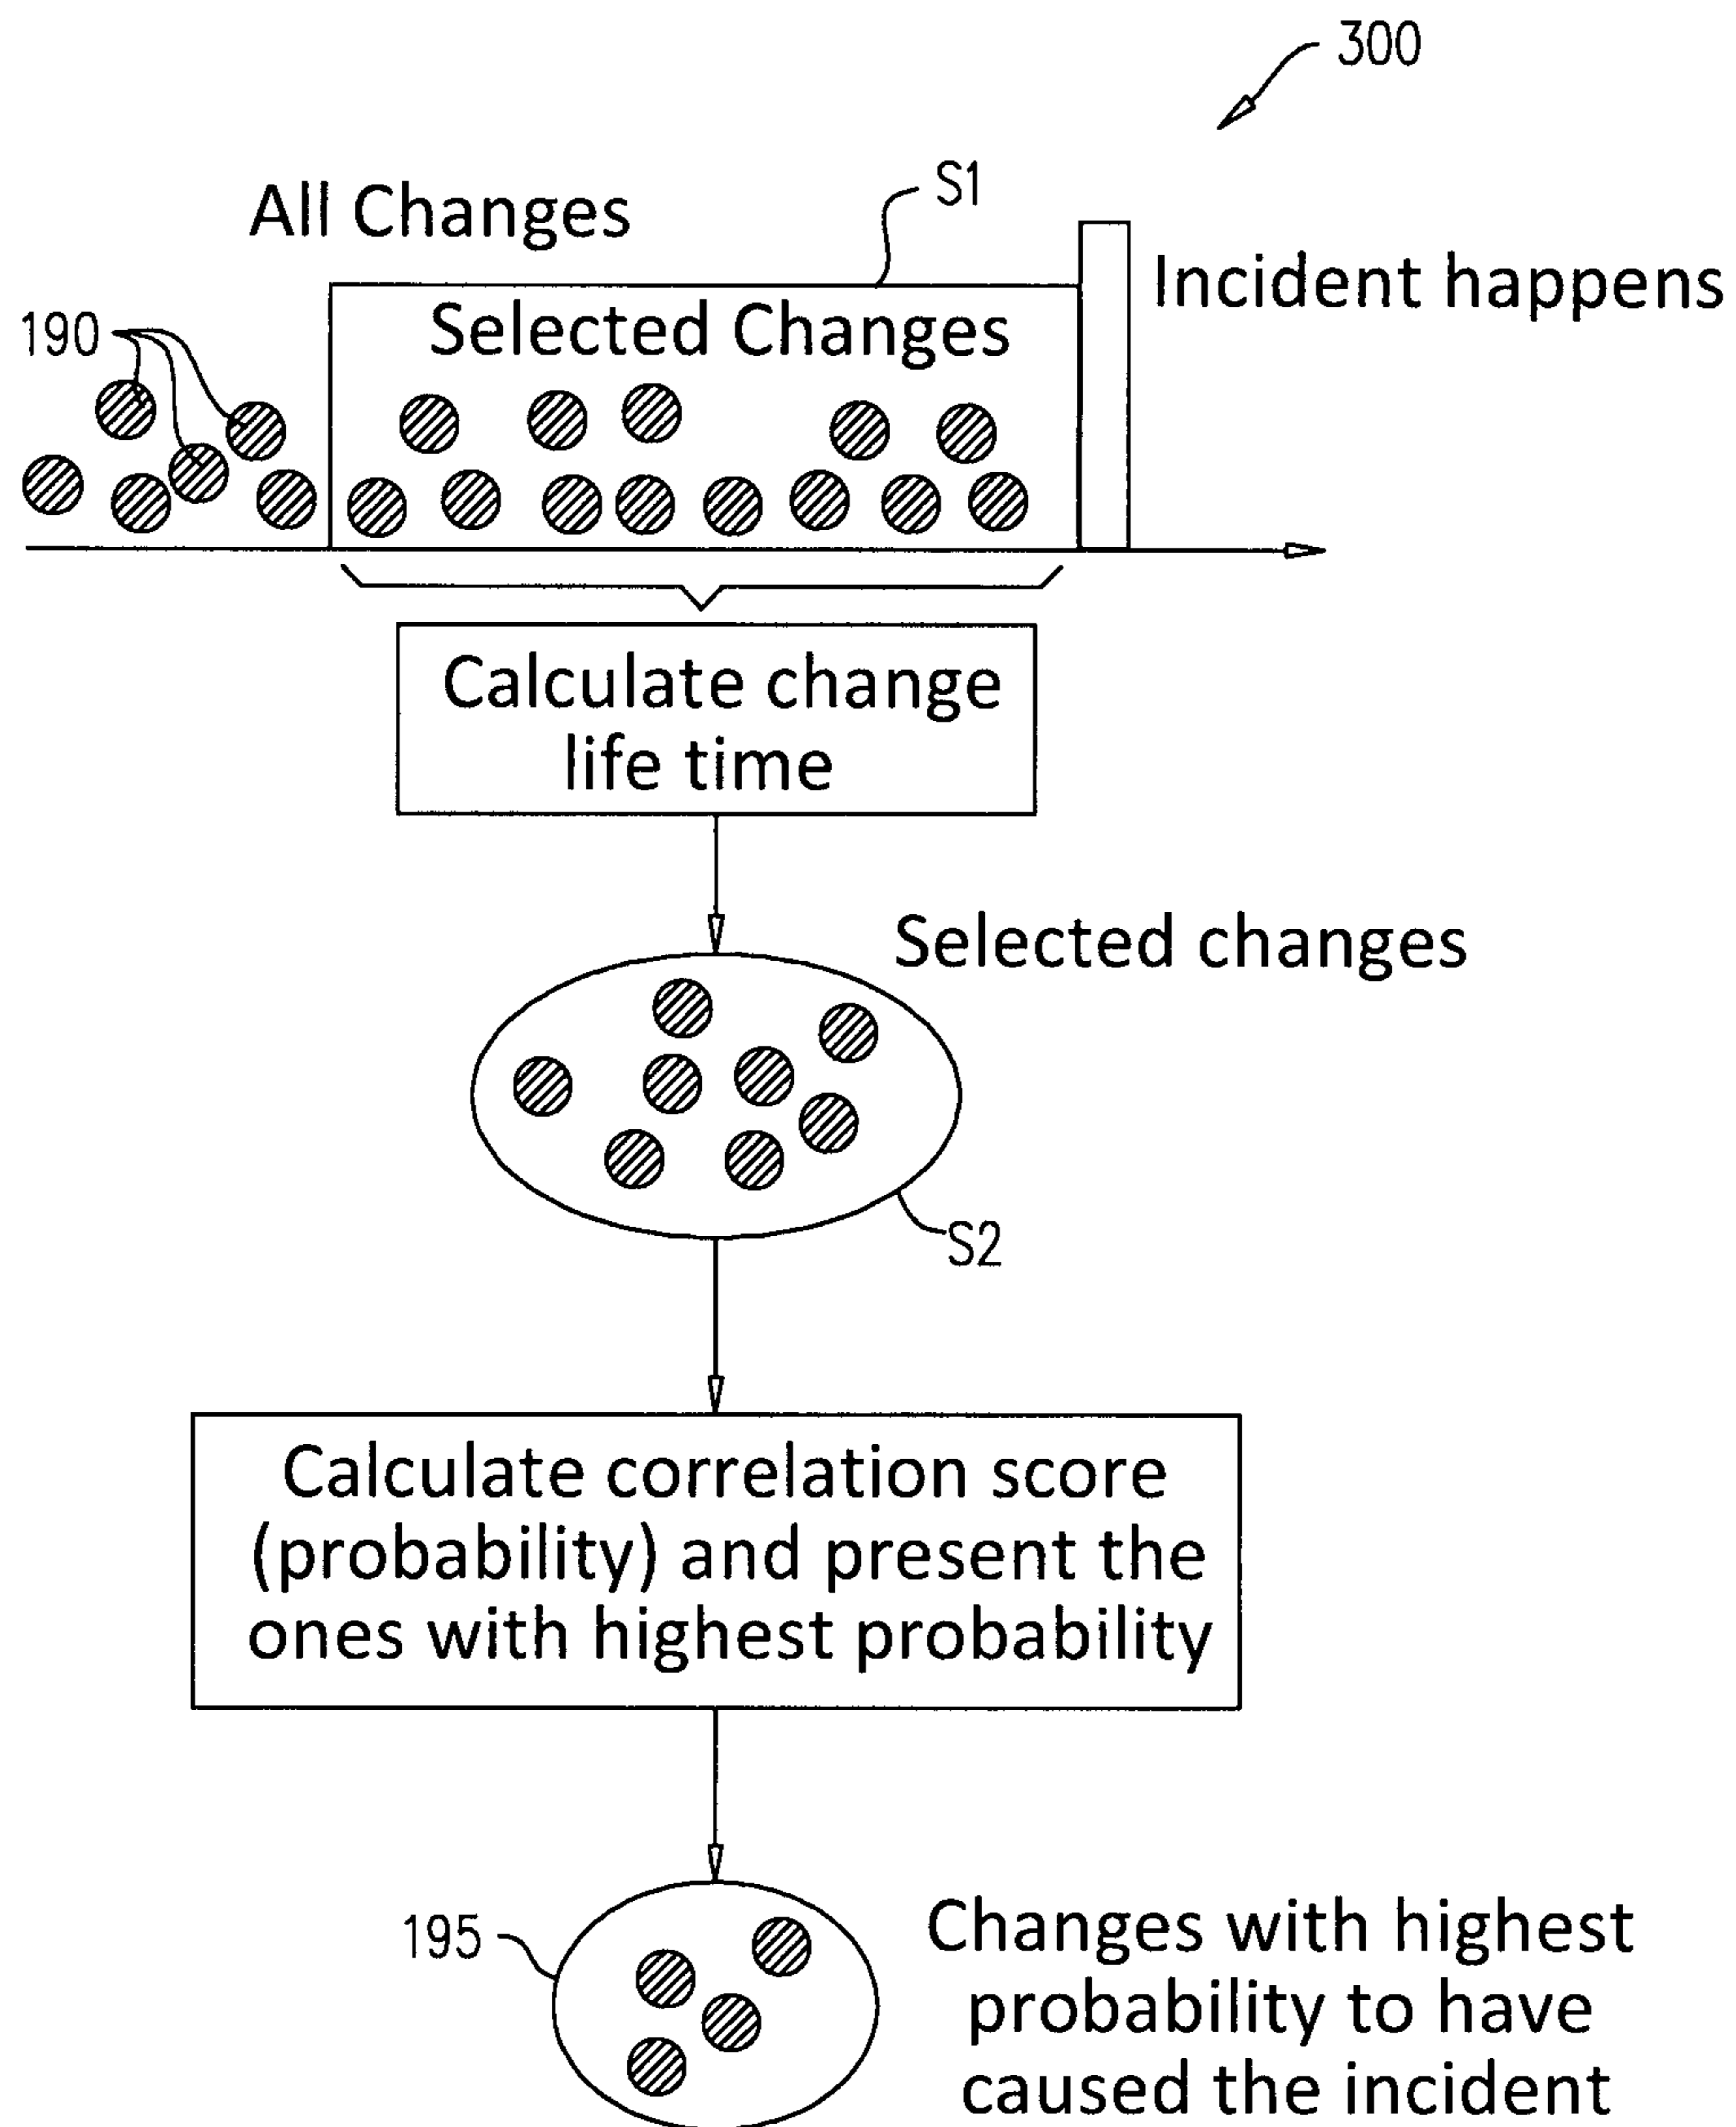 300
All Changes
S1
Incident happens
Selected Changes
190
Calculate change
life time
Selected changes
S2
Calculate correlation score
(probability) and present the
ones with highest probability
195
Changes with highest
probability to have
caused the incident